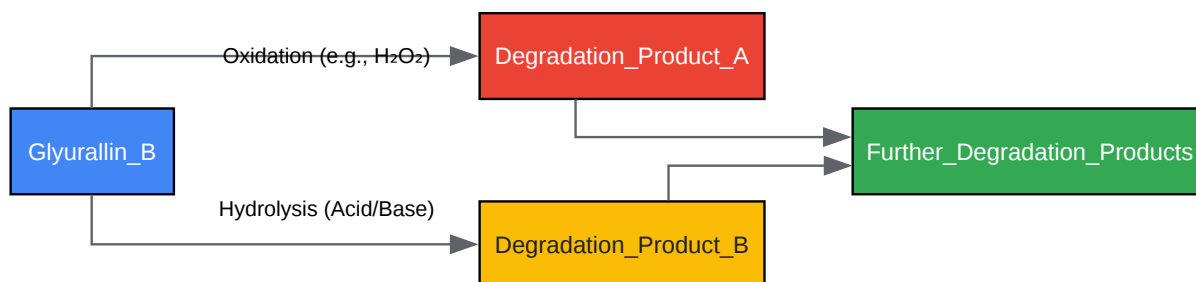 Oxidation (e.g., H₂O₂)
Degradation_Product_A
Glyurallin_B
Further_Degradation_Products
Hydrolysis (Acid/Base)
Degradation_Product_B